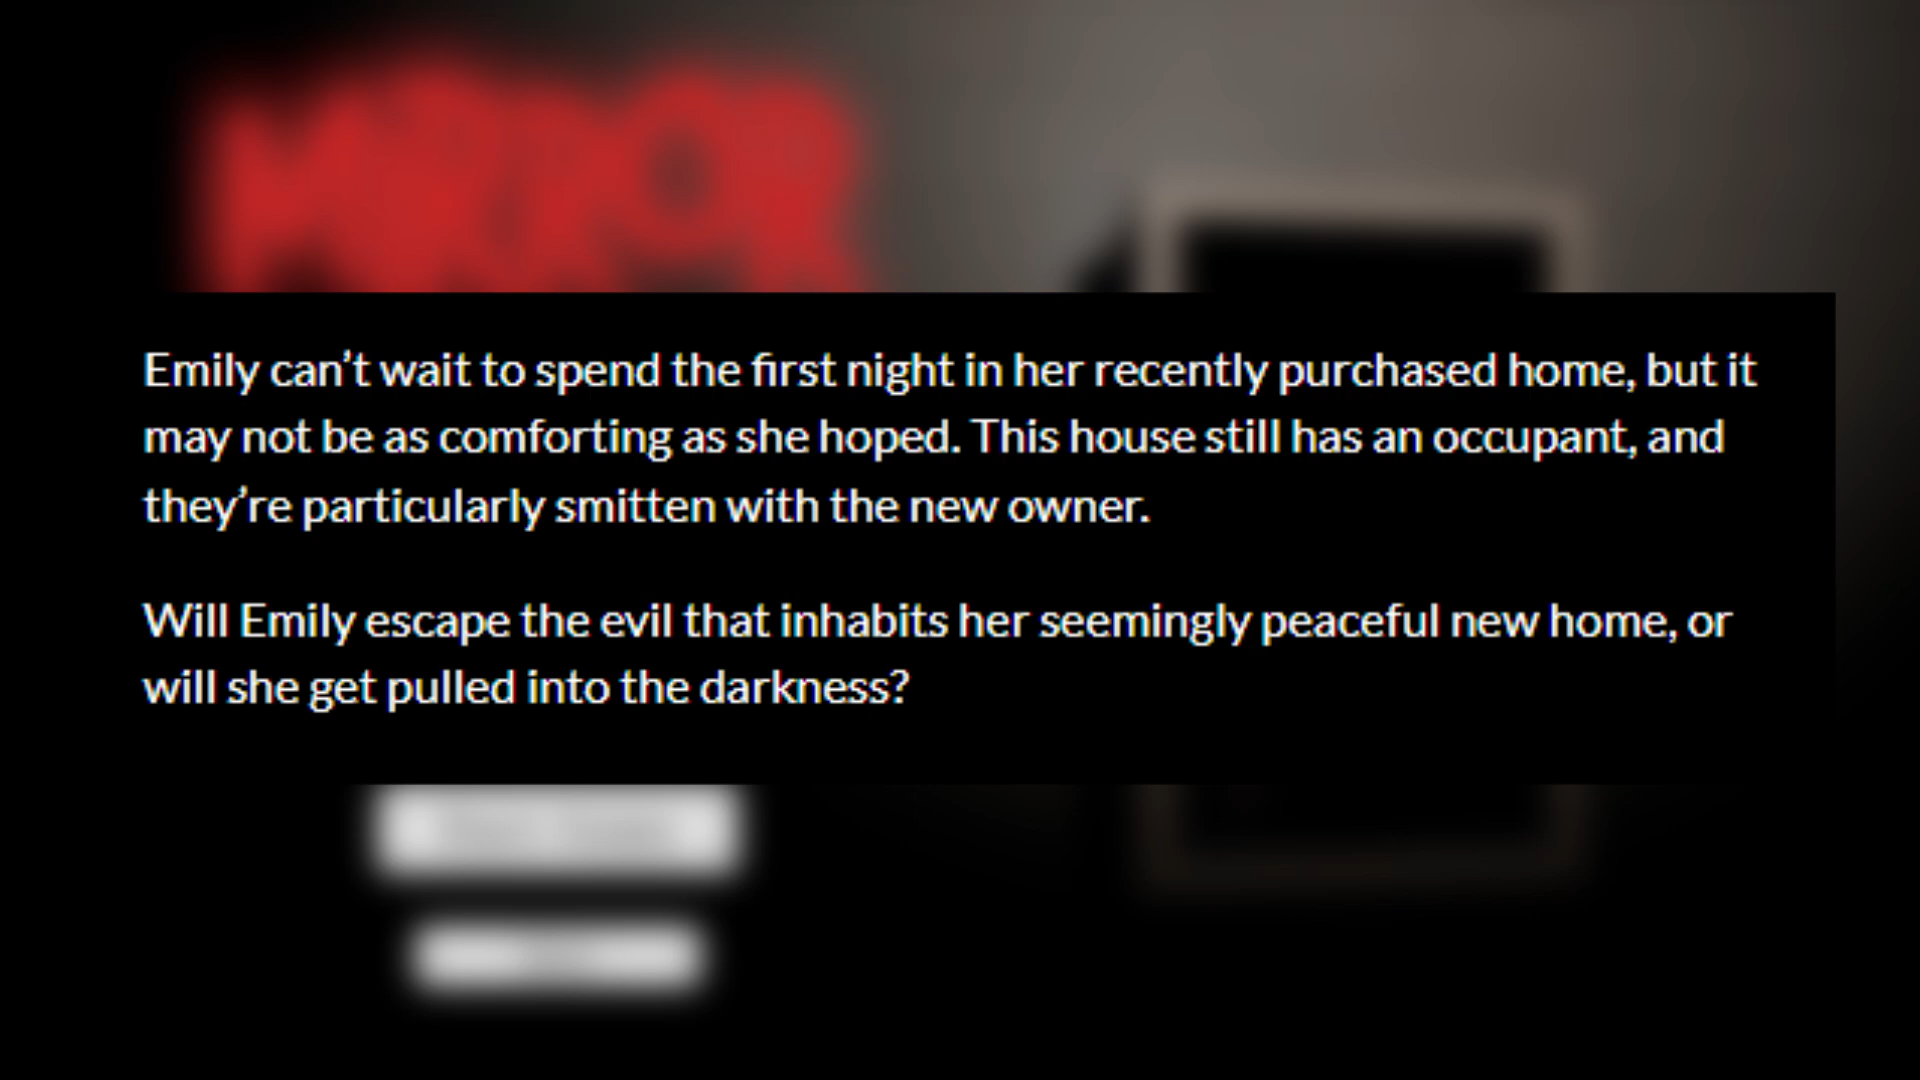 Emily can’t wait to spend the first night in her recently purchased home, but it
may not be as comforting as she hoped. This house still has an occupant, and
they’re particularly smitten with the new owner.
Will Emily escape the evil that inhabits her seemingly peaceful new home, or
will she get pulled into the darkness?